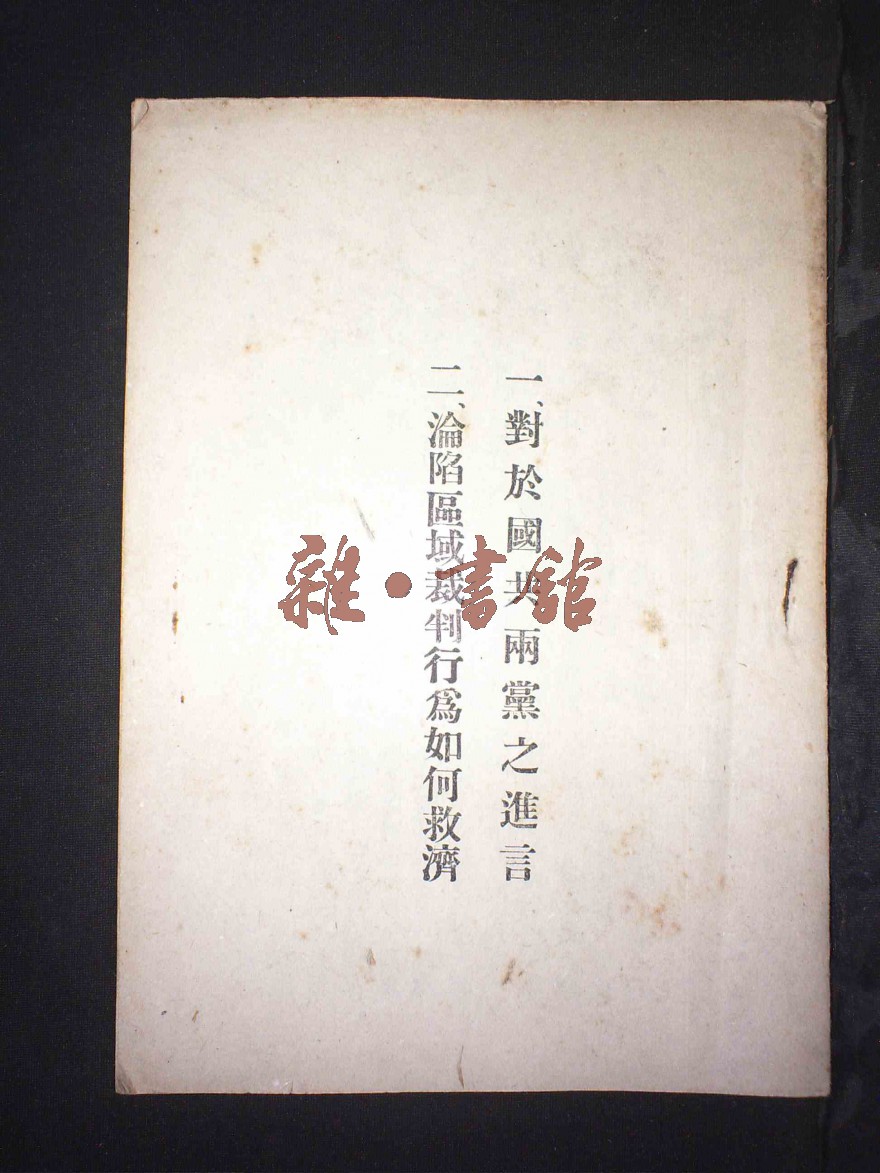 一、對於國共兩黨之進言
二、淪陷區域裁判行爲如何救濟
雜·書館